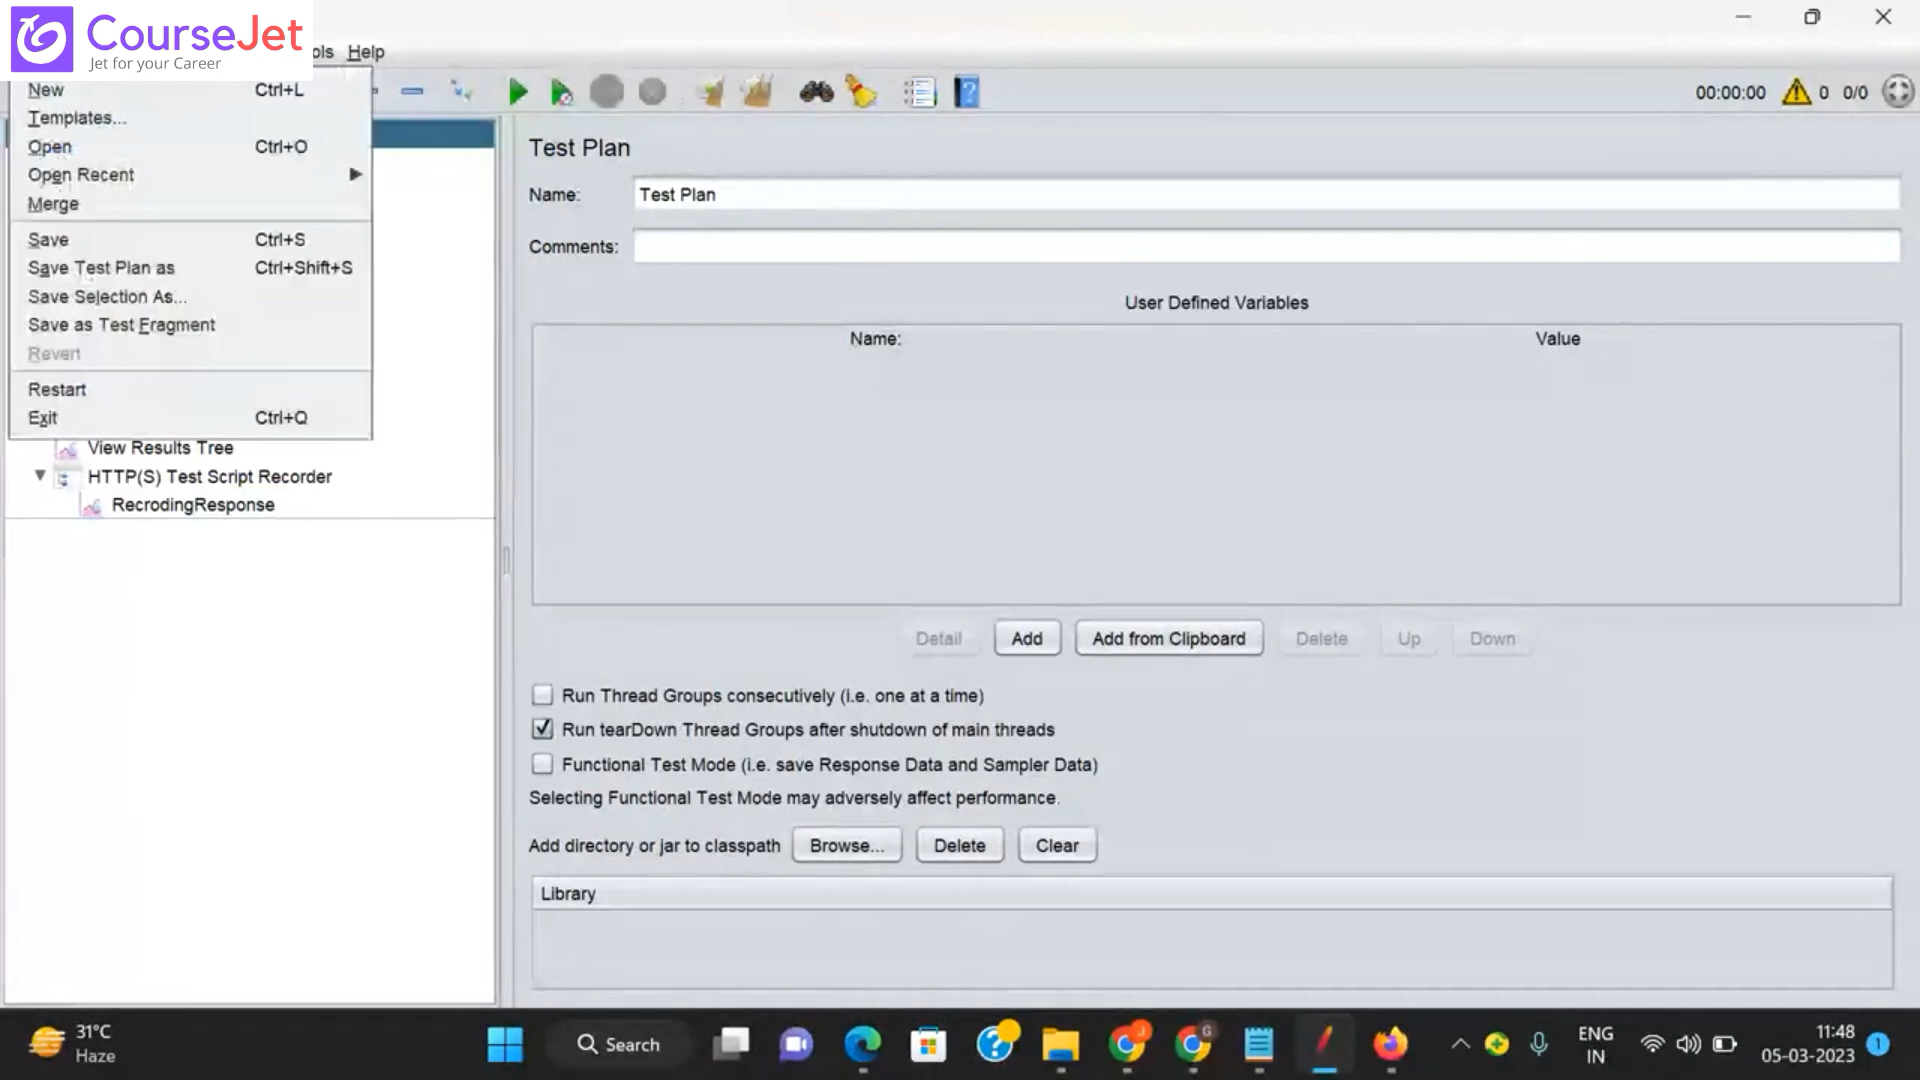 CourseJet
Jet for your Career
ols Help
New Ctrl+L
Templates...
Open Ctrl+O
Open Recent
Merge
Save Ctrl+S
Save Test Plan as Ctrl+Shift+S
Save Selection As...
Save as Test Fragment
Revert
Restart
Exit Ctrl+Q
View Results Tree
HTTP(S) Test Script Recorder
RecrodingResponse
00:00:00 0 0/0
Test Plan
Name: Test Plan
Comments:
User Defined Variables
Name: Value
Detail Add Add from Clipboard Delete Up Down
Run Thread Groups consecutively (i.e. one at a time)
Run tearDown Thread Groups after shutdown of main threads
Functional Test Mode (i.e. save Response Data and Sampler Data)
Selecting Functional Test Mode may adversely affect performance.
Add directory or jar to classpath Browse... Delete Clear
Library
31°C
Haze
Search
J
G
ENG
IN
11:48
05-03-2023
1